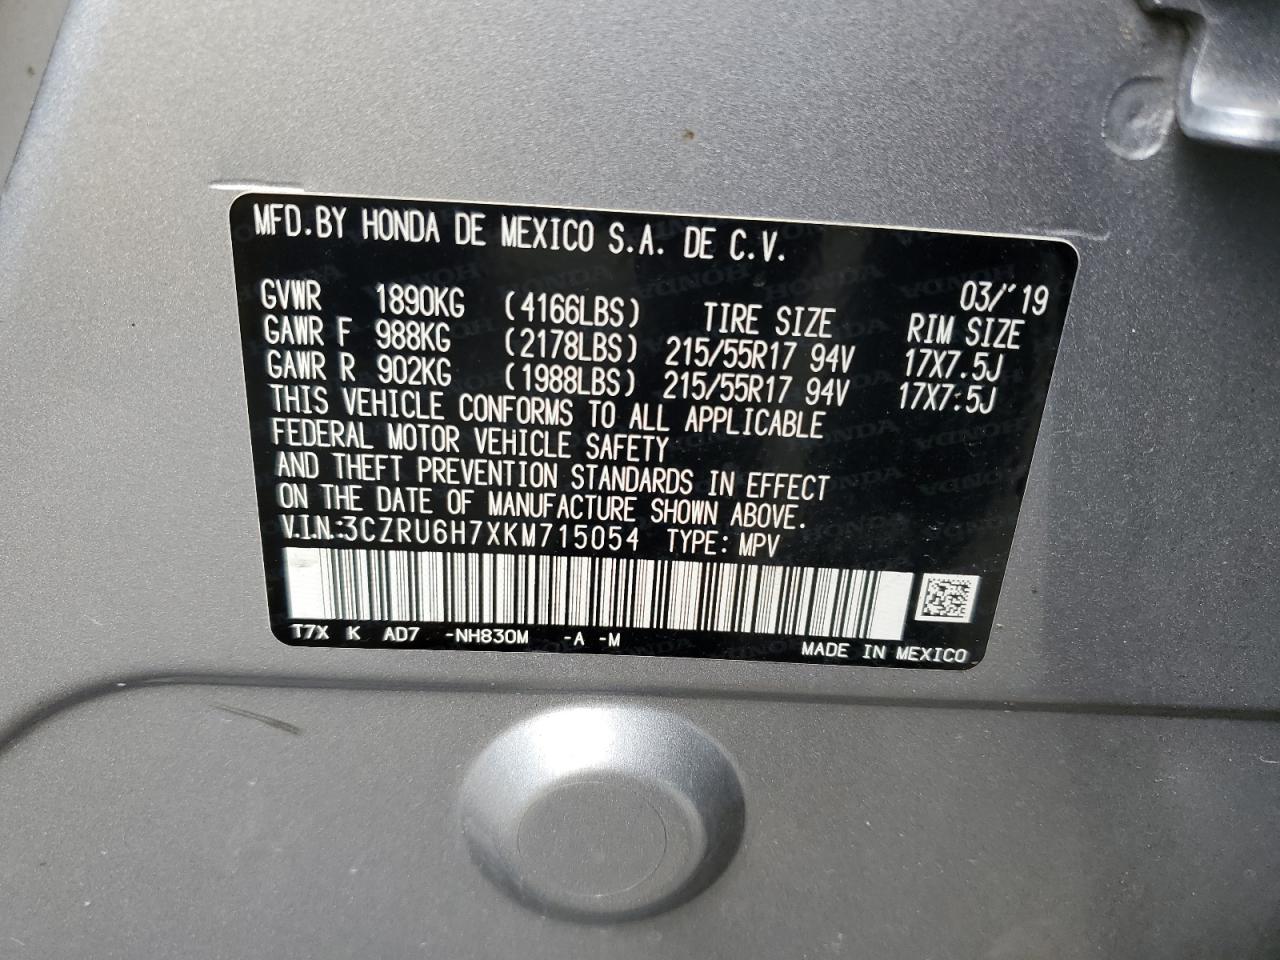 MFD.BY HONDA DE MEXICO S.A. DE C.V.
03/'19
GVWR 1890KG (4166LBS) TIRE SIZE RIM SIZE
GAWR F 988KG (2178LBS) 215/55R17 94V 17X7.5J
GAWR R 902KG (1988LBS) 215/55R17 94V 17X7.5J
THIS VEHICLE CONFORMS TO ALL APPLICABLE
FEDERAL MOTOR VEHICLE SAFETY
AND THEFT PREVENTION STANDARDS IN EFFECT
ON THE DATE OF MANUFACTURE SHOWN ABOVE.
V.I.N.:3CZRU6H7XKM715054 TYPE: MPV
T7X K AD7 -NH830M -A -M
MADE IN MEXICO